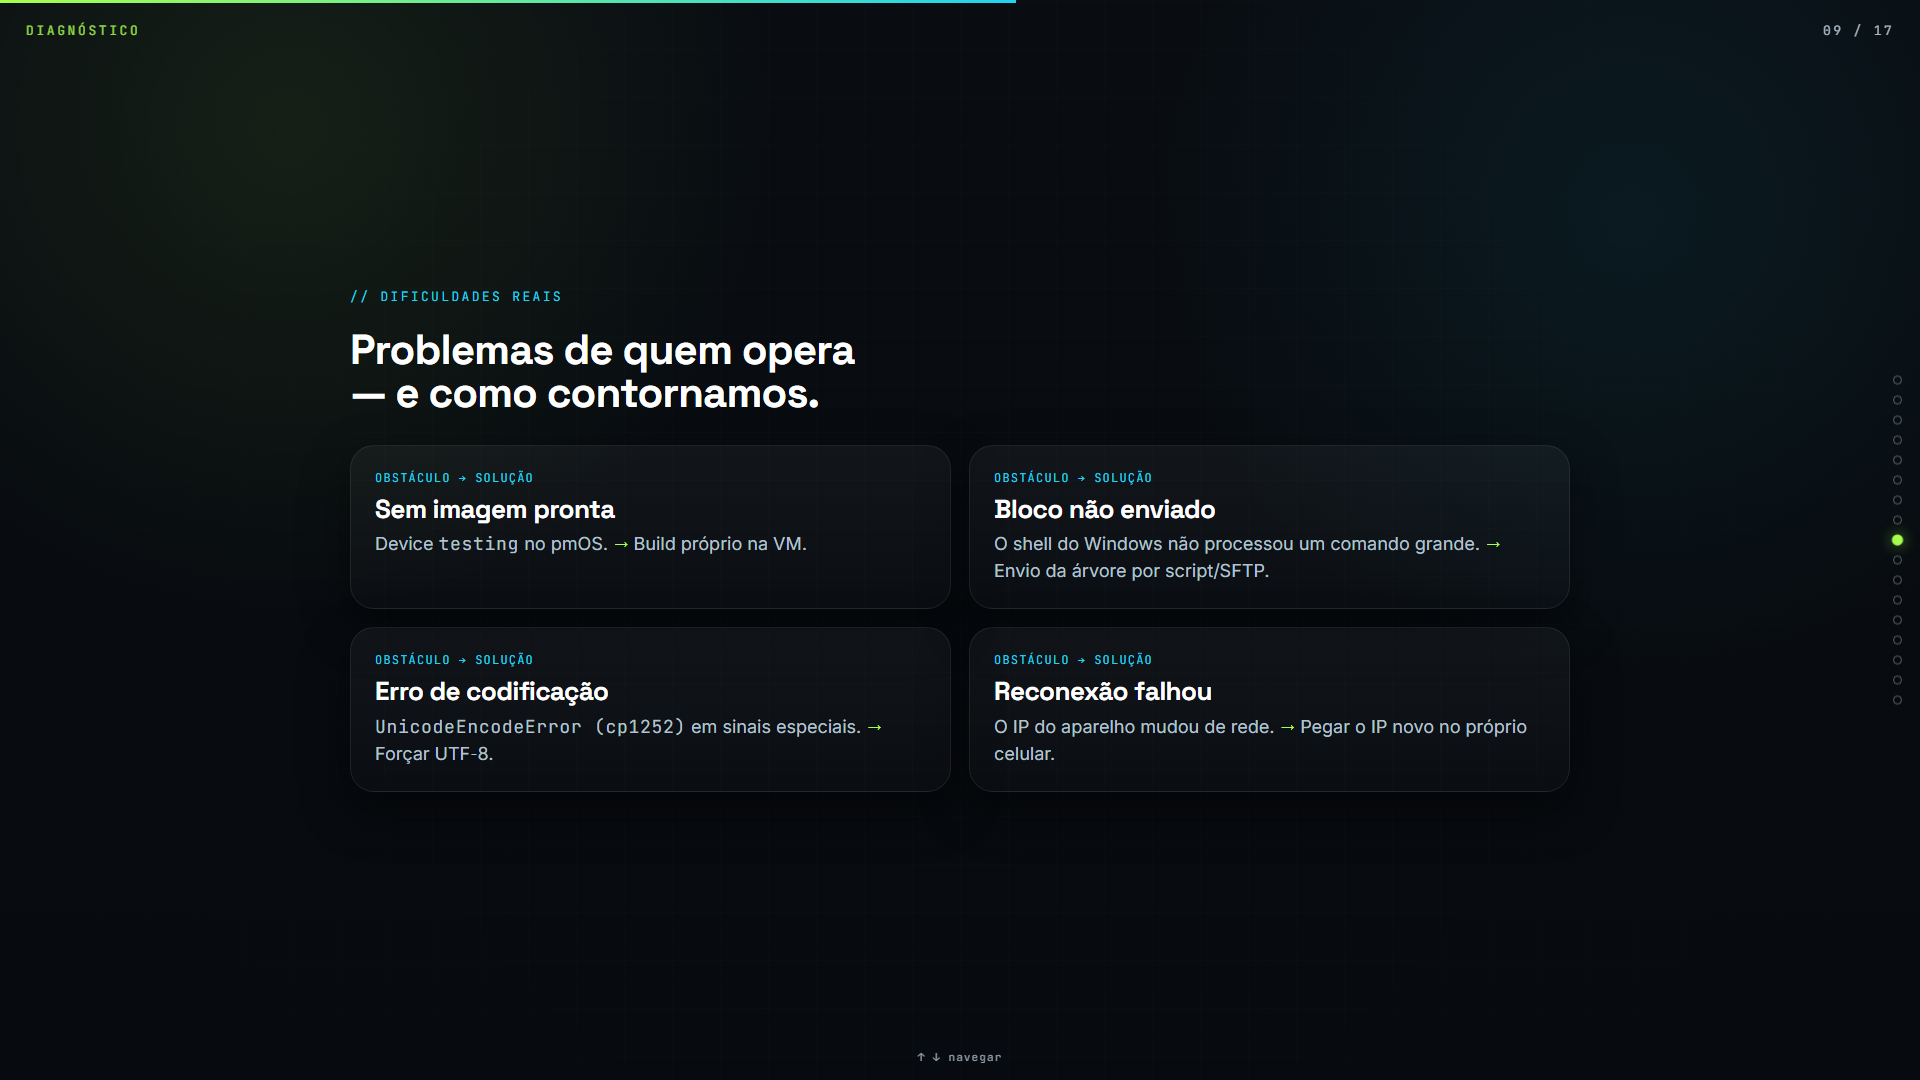 DIAGNÓSTICO
09 / 17
// DIFICULDADES REAIS
Problemas de quem opera
— e como contornamos.
OBSTÁCULO → SOLUÇÃO
Sem imagem pronta
Device testing no pmOS. → Build próprio na VM.
OBSTÁCULO → SOLUÇÃO
Bloco não enviado
O shell do Windows não processou um comando grande. →
Envio da árvore por script/SFTP.
OBSTÁCULO → SOLUÇÃO
Erro de codificação
UnicodeEncodeError (cp1252) em sinais especiais. →
Forçar UTF-8.
OBSTÁCULO → SOLUÇÃO
Reconexão falhou
O IP do aparelho mudou de rede. → Pegar o IP novo no próprio
celular.
↑ ↓ navegar